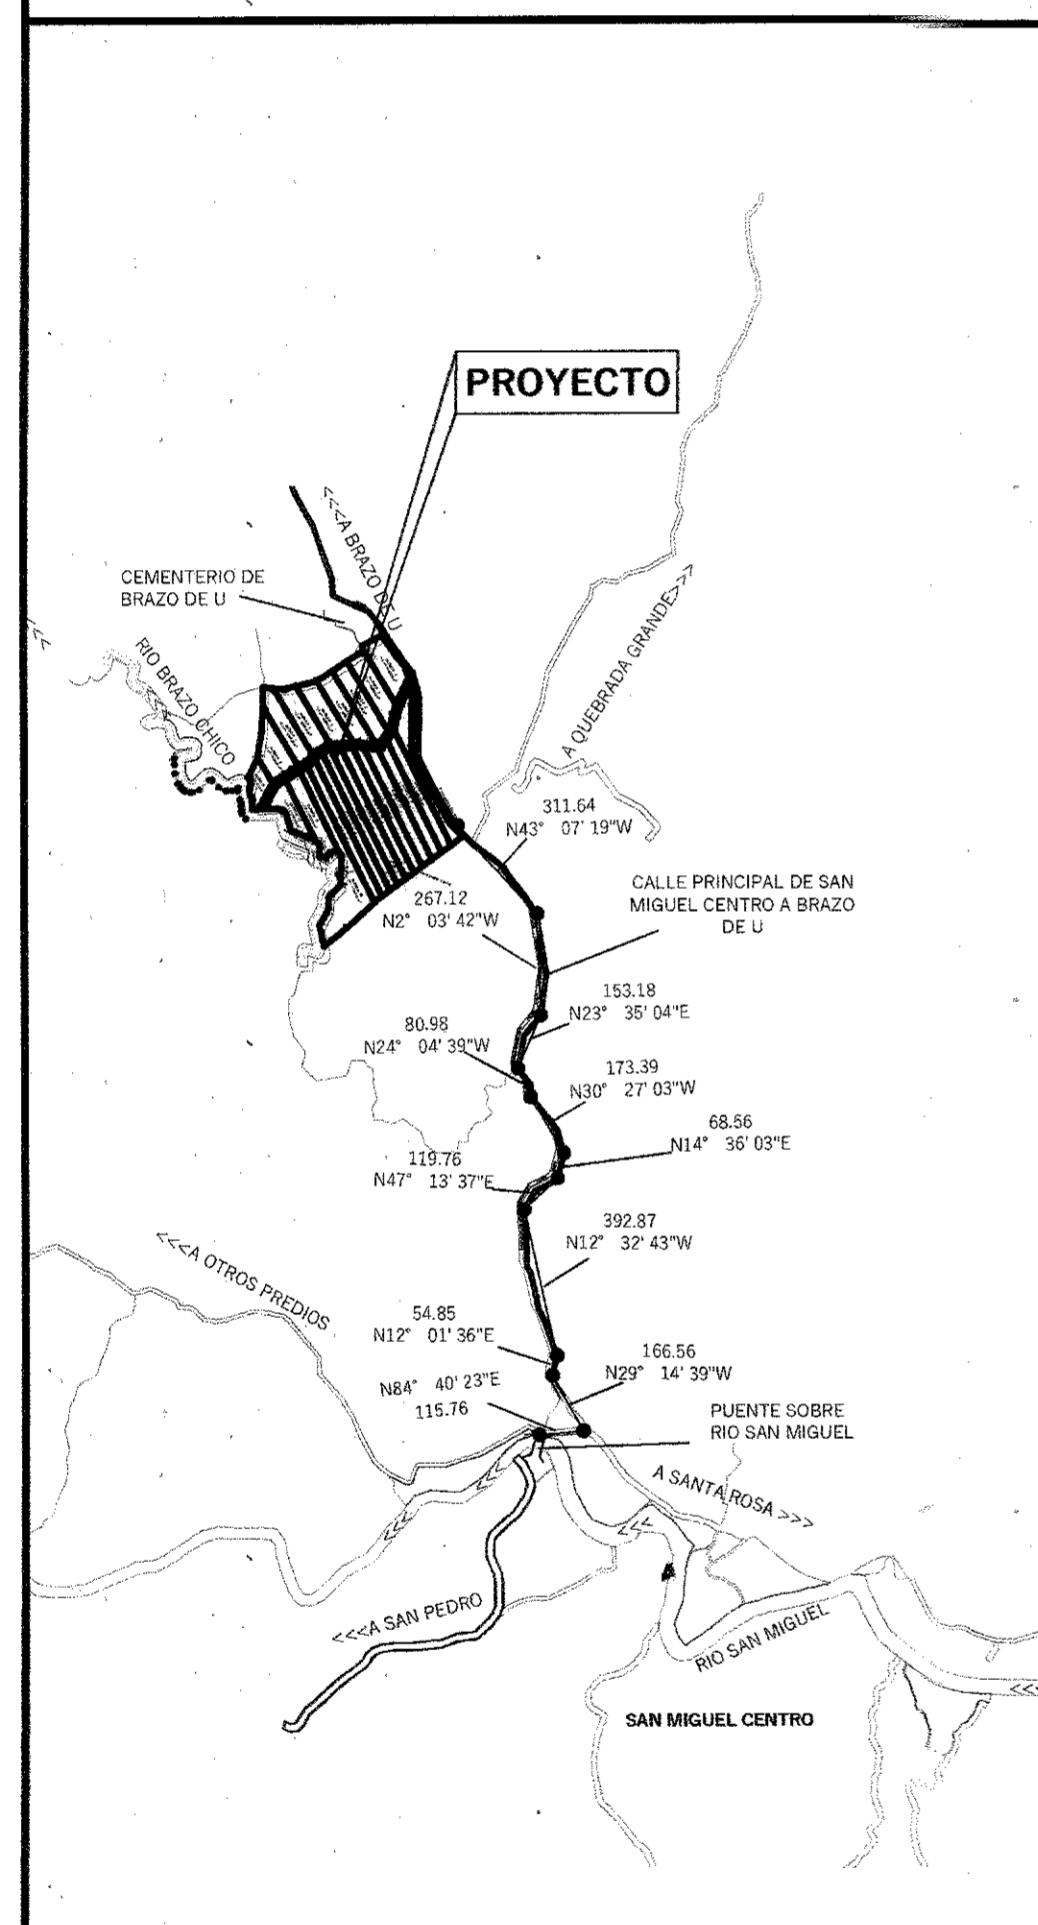 PROYECTO
<<<A BRAZO DE U
CEMENTERIO DE
BRAZO DE U
RIO BRAZO CHICO
A QUEBRADA GRANDE>>>
311.64
N43° 07' 19"W
267.12
N2° 03' 42"W
CALLE PRINCIPAL DE SAN
MIGUEL CENTRO A BRAZO
DE U
153.18
N23° 35' 04"E
80.98
N24° 04' 39"W
173.39
N30° 27' 03"W
68.56
N14° 36' 03"E
119.76
N47° 13' 37"E
392.87
N12° 32' 43"W
<<<A OTROS PREDIOS
54.85
N12° 01' 36"E
166.56
N29° 14' 39"W
N84° 40' 23"E
115.76
PUENTE SOBRE
RIO SAN MIGUEL
A SANTA ROSA >>>
<<<A SAN PEDRO
RIO SAN MIGUEL
SAN MIGUEL CENTRO